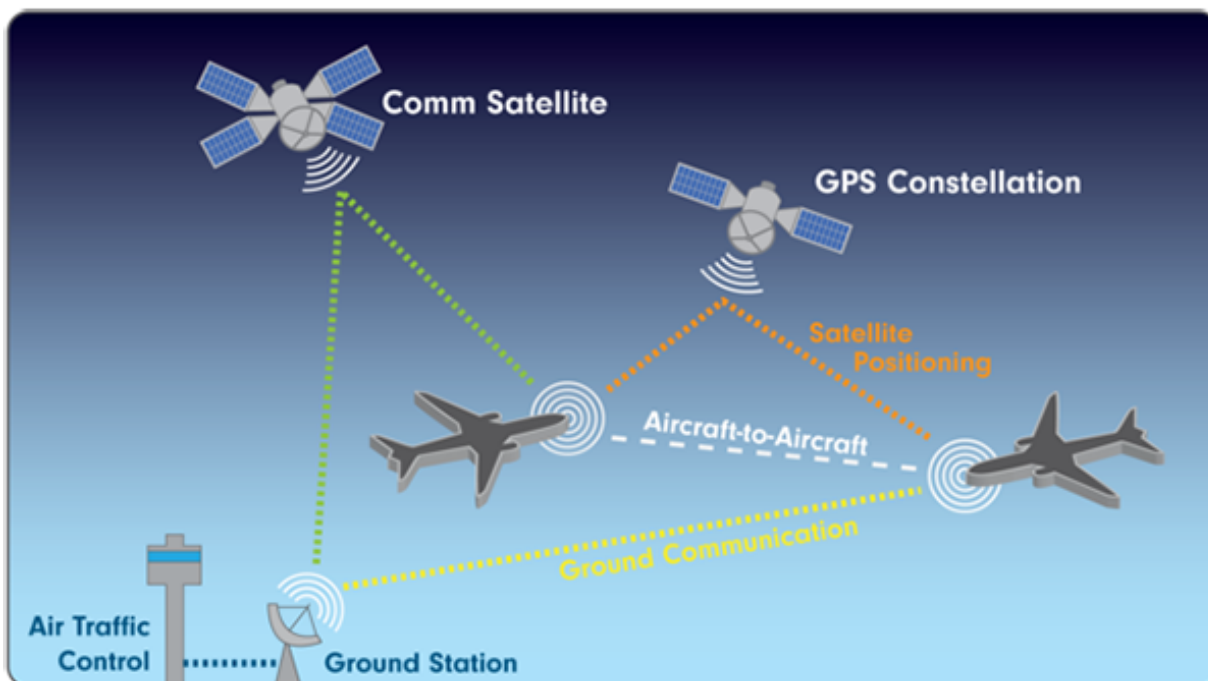 Comm Satellite
GPS Constellation
Satellite
Positioning
Aircraft-to-Aircraft
Ground Communication
Air Traffic
Control
Ground Station